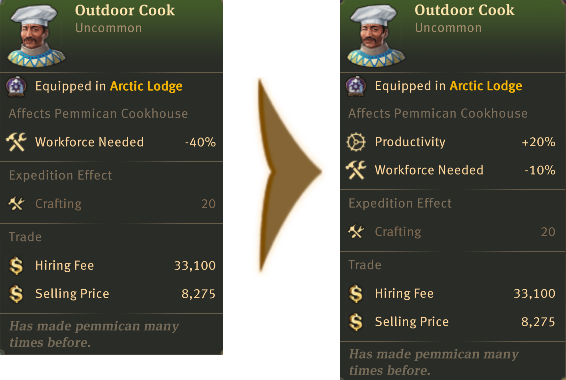 Outdoor Cook
Uncommon
Equipped in Arctic Lodge
Affects Pemmican Cookhouse
Workforce Needed -40%
Expedition Effect
Crafting 20
Trade
Hiring Fee 33,100
Selling Price 8,275
Has made pemmican many
times before.
Outdoor Cook
Uncommon
Equipped in Arctic Lodge
Affects Pemmican Cookhouse
Productivity +20%
Workforce Needed -10%
Expedition Effect
Crafting 20
Trade
Hiring Fee 33,100
Selling Price 8,275
Has made pemmican many
times before.